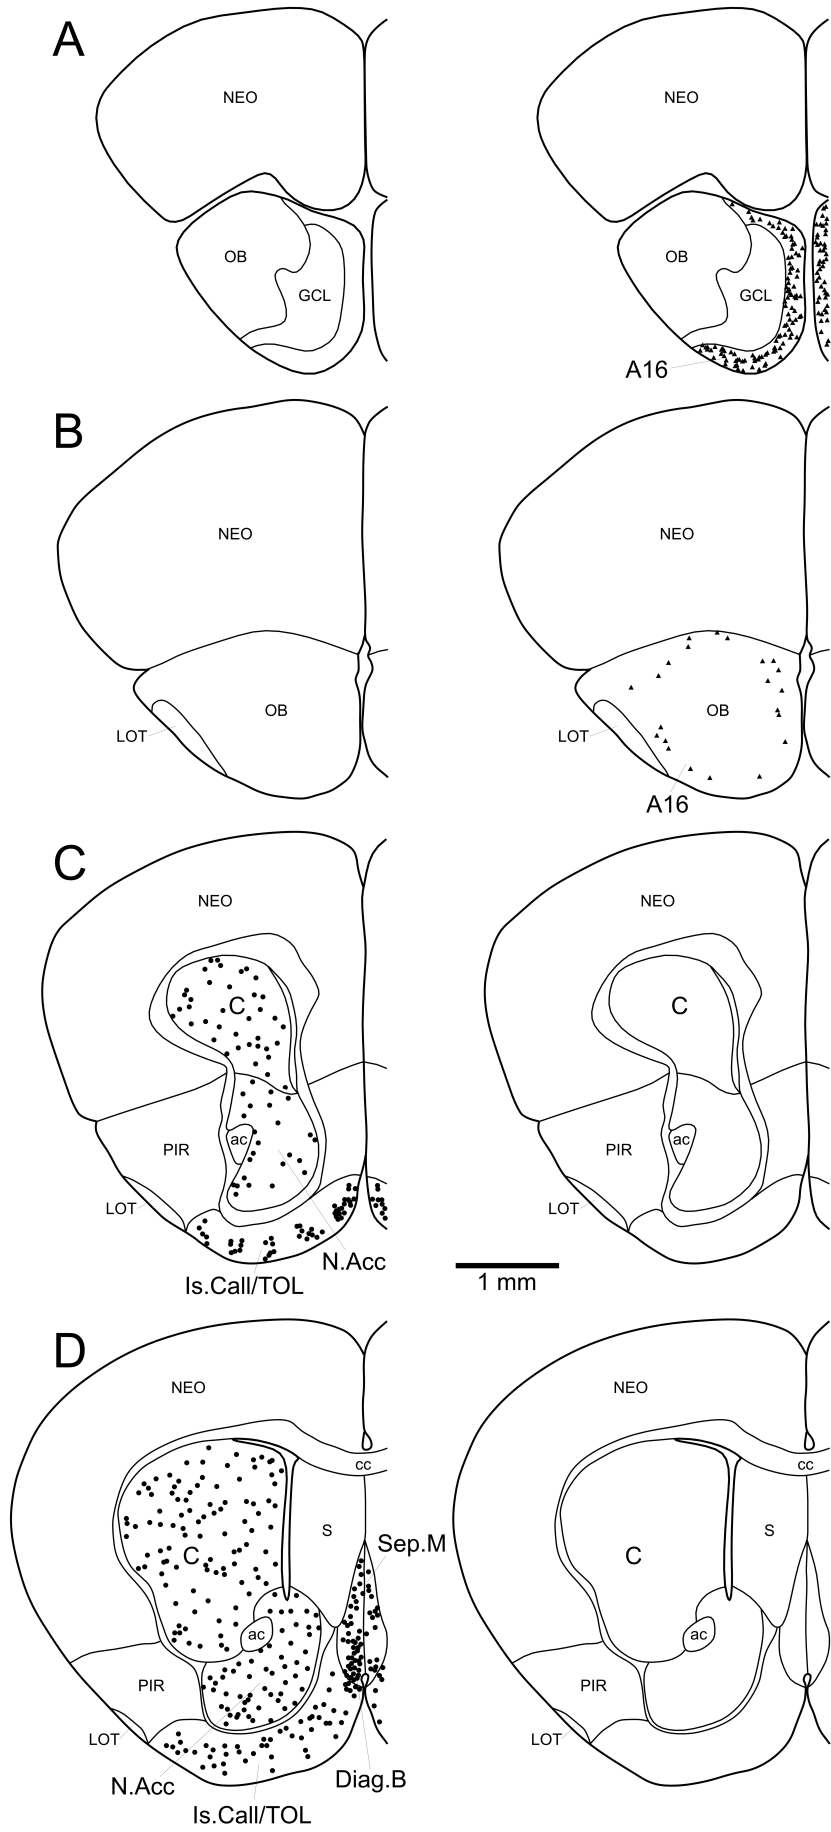 A
NEO
NEO
OB
OB
GCL
GCL
A16
B
NEO
NEO
OB
OB
LOT
LOT
A16
C
NEO
NEO
C
C
ac
ac
PIR
PIR
LOT
LOT
N.Acc
Is.Call/TOL
1 mm
D
NEO
NEO
cc
cc
S
S
Sep.M
C
C
ac
ac
PIR
PIR
LOT
LOT
N.Acc
Diag.B
Is.Call/TOL